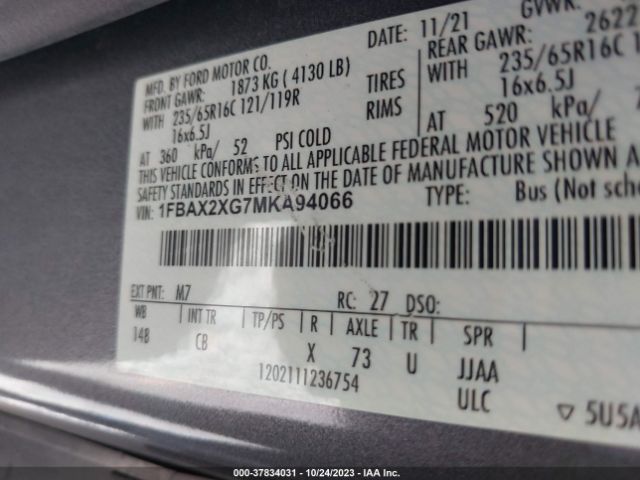 MFD. BY FORD MOTOR CO.
DATE: 11/21
GVWR:
FRONT GAWR: 1873 KG ( 4130 LB)
REAR GAWR: 2622
WITH 235/65R16C 121/119R TIRES WITH 235/65R16C
16x6.5J RIMS 16x6.5J
AT 360 kPa/ 52 PSI COLD AT 520 kPa/
THIS VEHICLE CONFORMS TO ALL APPLICABLE FEDERAL MOTOR VEHICLE
SAFETY STANDARDS IN EFFECT ON THE DATE OF MANUFACTURE SHOWN
VIN: 1FBAX2XG7MKA94066
TYPE: Bus (Not sch
EXT PNT: M7 RC: 27 DSO:
WB | INT TR | TP/PS | R | AXLE | TR | SPR |
148 CB X 73 U JJAA
1202111236754 ULC
▽ 5U5A
000-37834031 - 10/24/2023 - IAA Inc.